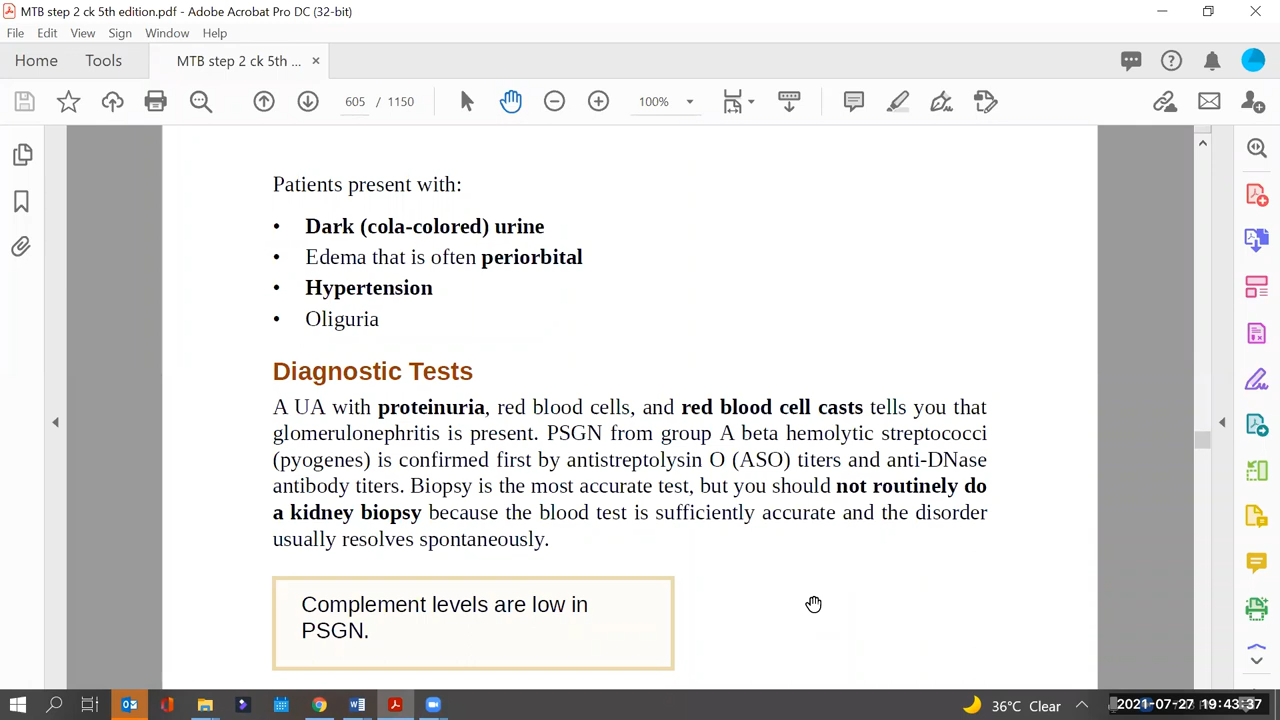 MTB step 2 ck 5th edition.pdf - Adobe Acrobat Pro DC (32-bit)
File Edit View Sign Window Help
Home Tools MTB step 2 ck 5th ... ×
605 / 1150 100%
Patients present with:
• Dark (cola-colored) urine
• Edema that is often periorbital
• Hypertension
• Oliguria
Diagnostic Tests
A UA with proteinuria, red blood cells, and red blood cell casts tells you that
glomerulonephritis is present. PSGN from group A beta hemolytic streptococci
(pyogenes) is confirmed first by antistreptolysin O (ASO) titers and anti-DNase
antibody titers. Biopsy is the most accurate test, but you should not routinely do
a kidney biopsy because the blood test is sufficiently accurate and the disorder
usually resolves spontaneously.
Complement levels are low in
PSGN.
36°C Clear 2021-07-27 19:43:37